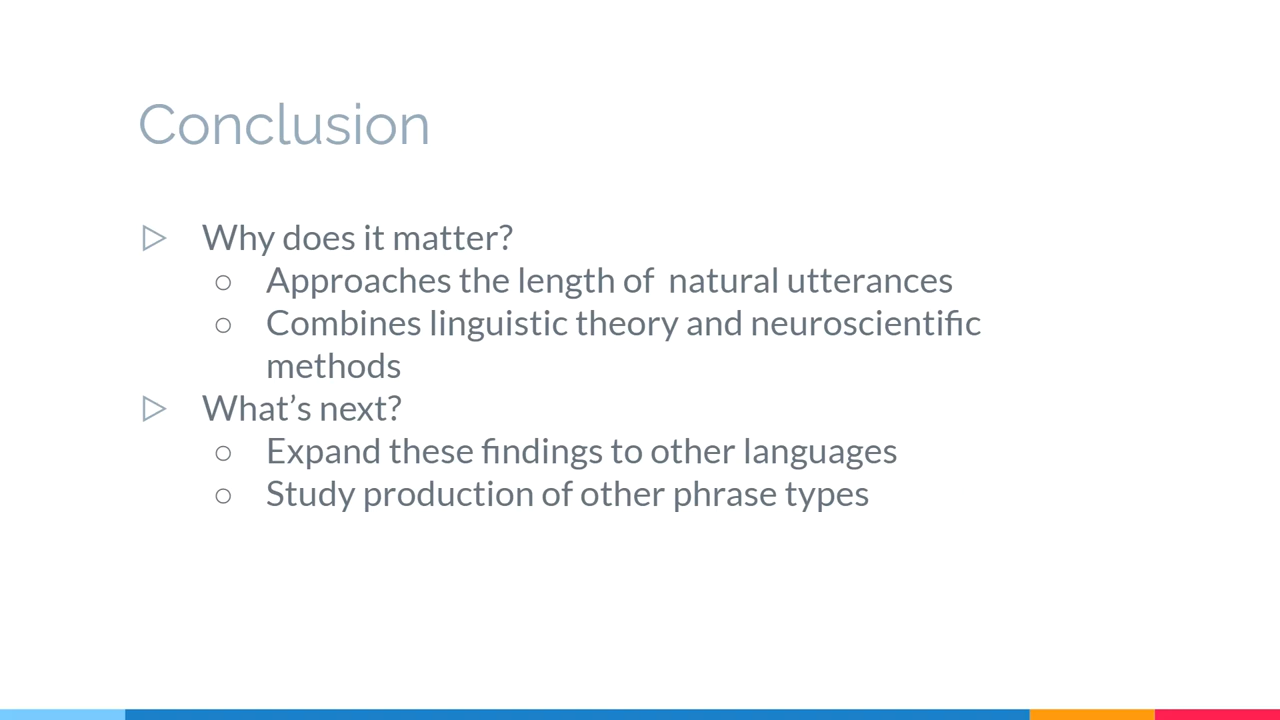 Conclusion
▷ Why does it matter?
○ Approaches the length of  natural utterances
○ Combines linguistic theory and neuroscientific
methods
▷ What’s next?
○ Expand these findings to other languages
○ Study production of other phrase types